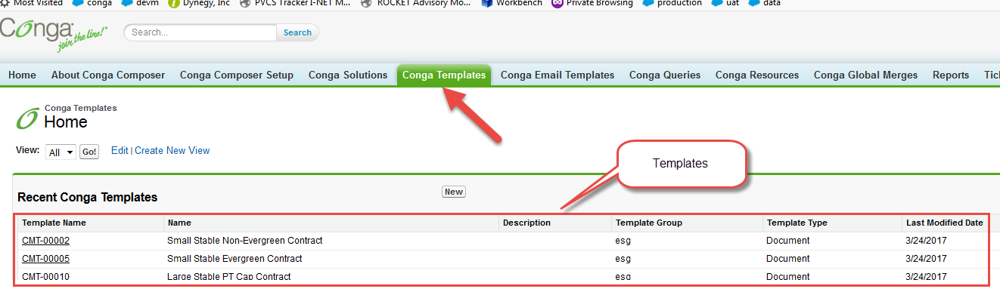 Most Visited conga devm Dynegy, Inc PVCS Tracker I-NET M... ROCKET Advisory Mo... Workbench Private Browsing production uat data
Conga
join the line!
Search... Search
Home About Conga Composer Conga Composer Setup Conga Solutions Conga Templates Conga Email Templates Conga Queries Conga Resources Conga Global Merges Reports Tic
Conga Templates
Home
View: All Go! Edit | Create New View
Templates
Recent Conga Templates New
Template Name Name Description Template Group Template Type Last Modified Date
CMT-00002 Small Stable Non-Evergreen Contract esg Document 3/24/2017
CMT-00005 Small Stable Evergreen Contract esg Document 3/24/2017
CMT-00010 Large Stable PT Cap Contract esg Document 3/24/2017